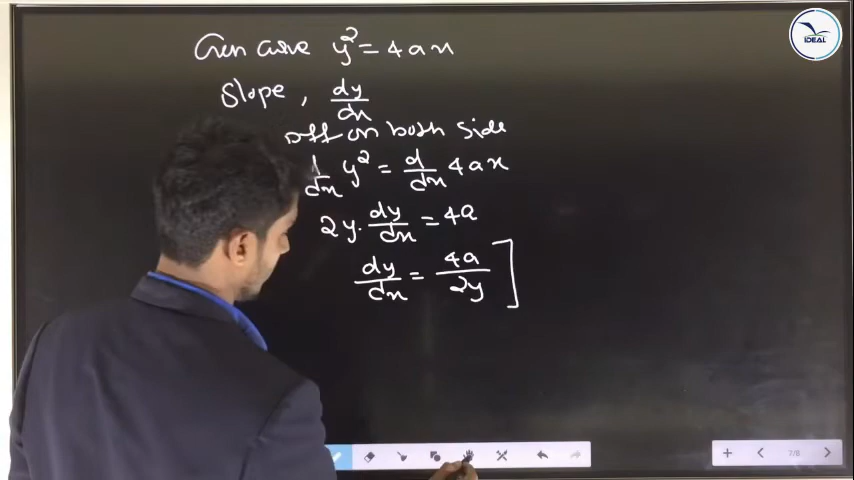 Given curve y² = 4ax
Slope, dy/dx
diff on both side
d/dx y² = d/dx 4ax
2y. dy/dx = 4a
dy/dx = 4a/2y ]
IDEAL
7/8